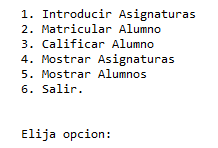 1. Introducir Asignaturas
2. Matricular Alumno
3. Calificar Alumno
4. Mostrar Asignaturas
5. Mostrar Alumnos
6. Salir.
Elija opcion: